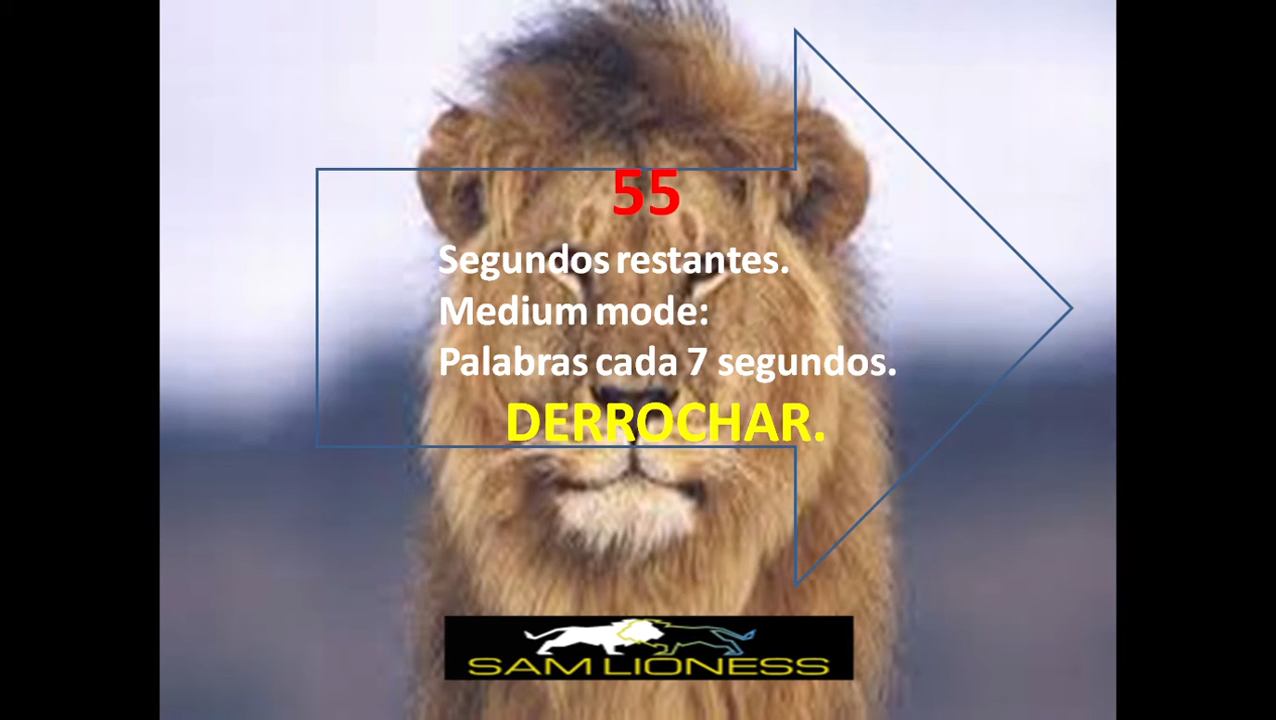 55
Segundos restantes.
Medium mode:
Palabras cada 7 segundos.
DERROCHAR.
SAM LIONESS